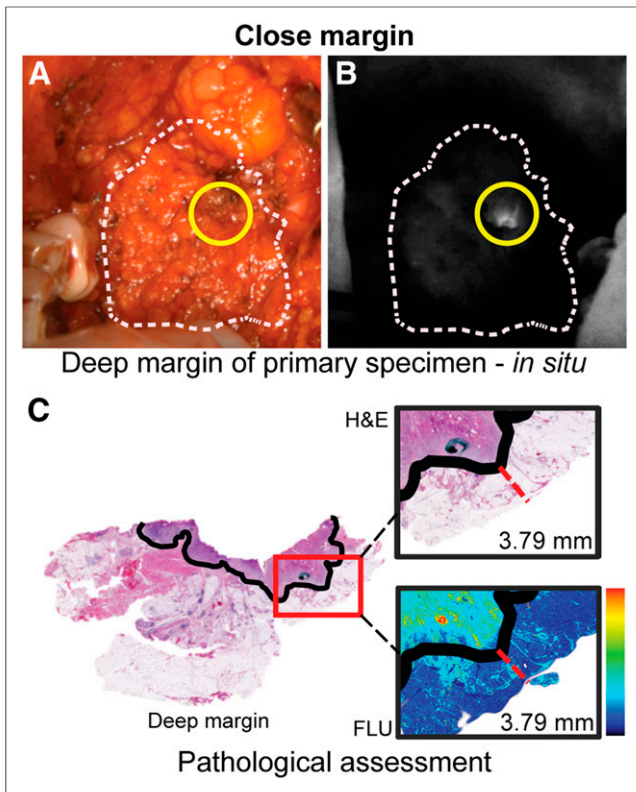 Close margin
A
B
Deep margin of primary specimen - in situ
C
H&E
3.79 mm
3.79 mm
Deep margin
FLU
Pathological assessment